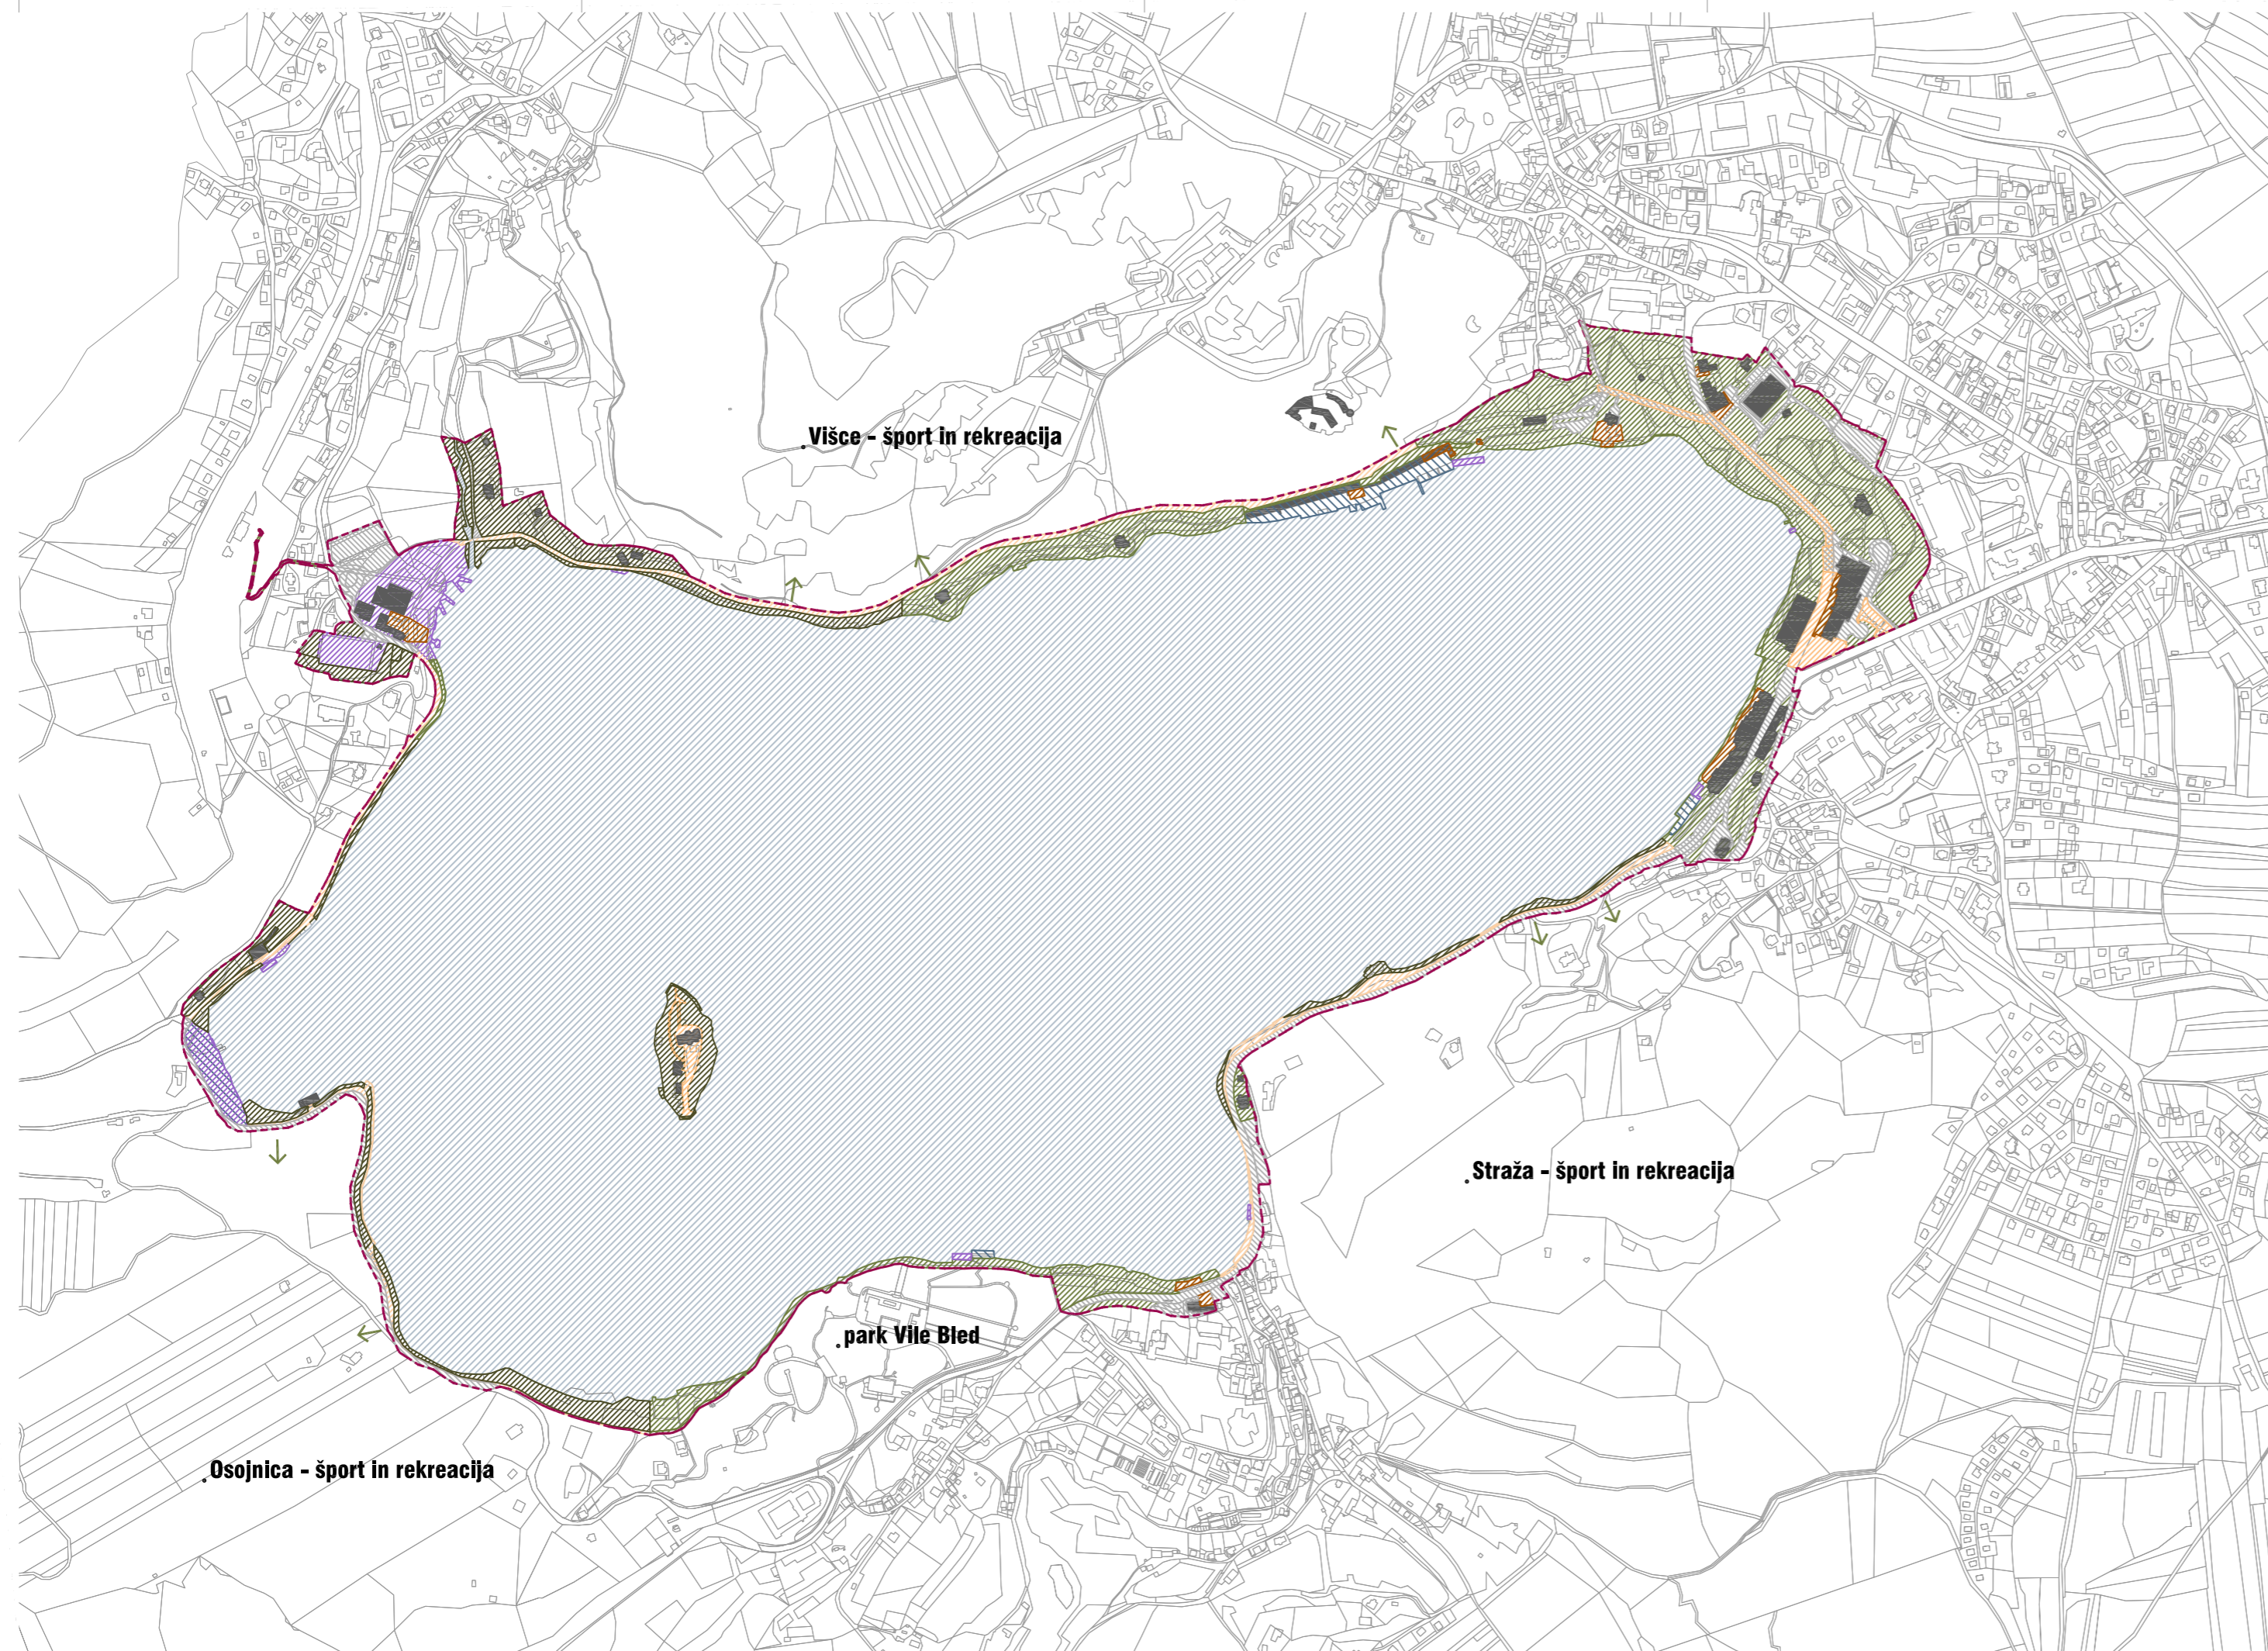 Višce - šport in rekreacija
Straža - šport in rekreacija
park Vile Bled
Osojnica - šport in rekreacija